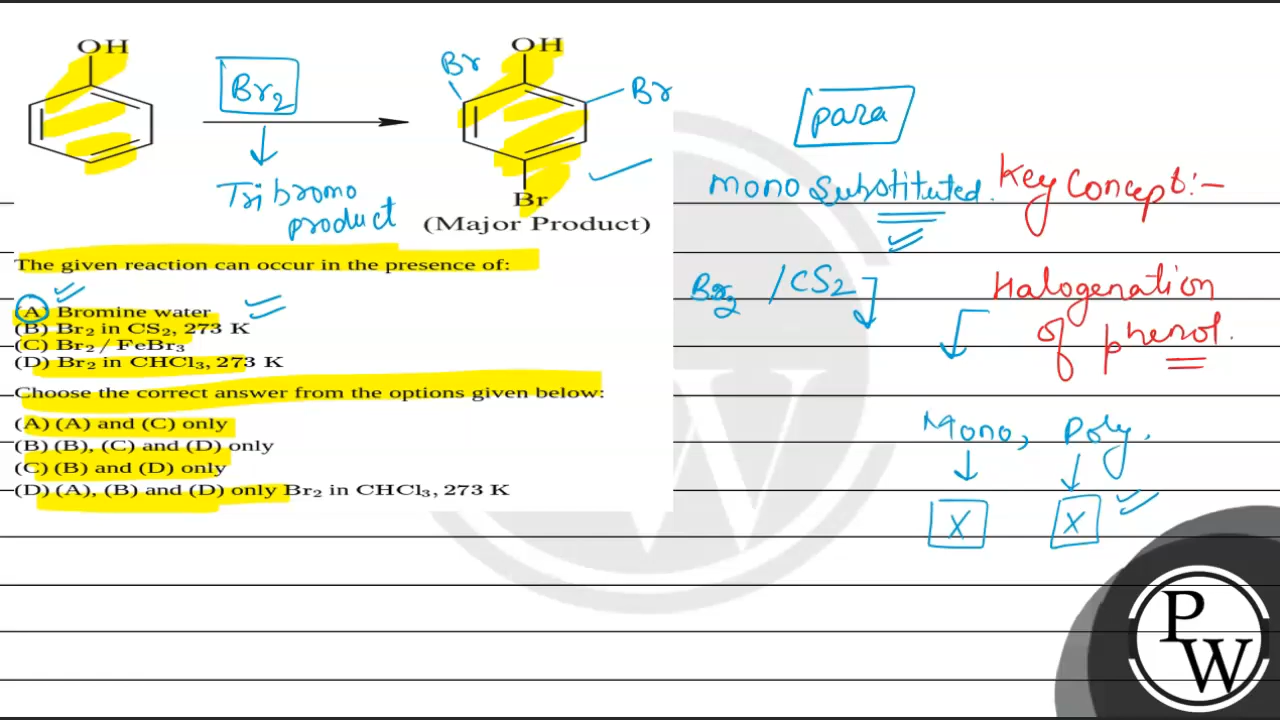 OH
Br2
Tribromo
product
OH
Br
Br
Br
(Major Product)
The given reaction can occur in the presence of:
(A) Bromine water
(B) Br₂ in CS₂, 273 K
(C) Br₂ / FeBr₃
(D) Br₂ in CHCl₃, 273 K
Choose the correct answer from the options given below:
(A) (A) and (C) only
(B) (B), (C) and (D) only
(C) (B) and (D) only
(D) (A), (B) and (D) only Br₂ in CHCl₃, 273 K
para
mono substituted.
Br2 /CS2
Key Concept:-
Halogenation
of phenol.
Mono, Poly.
X X
PW